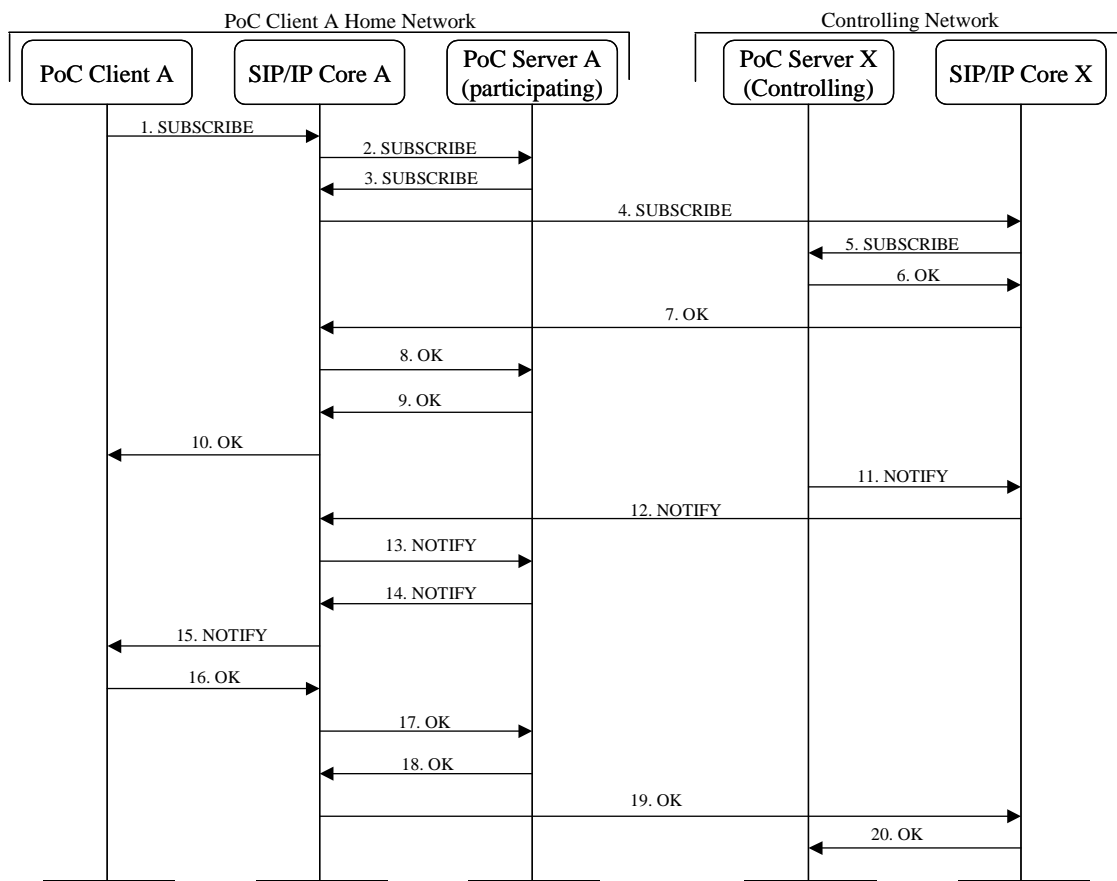 PoC Client A Home Network
Controlling Network
PoC Client A
SIP/IP Core A
PoC Server A
(participating)
PoC Server X
(Controlling)
SIP/IP Core X
1. SUBSCRIBE
2. SUBSCRIBE
3. SUBSCRIBE
4. SUBSCRIBE
5. SUBSCRIBE
6. OK
7. OK
8. OK
9. OK
10. OK
11. NOTIFY
12. NOTIFY
13. NOTIFY
14. NOTIFY
15. NOTIFY
16. OK
17. OK
18. OK
19. OK
20. OK